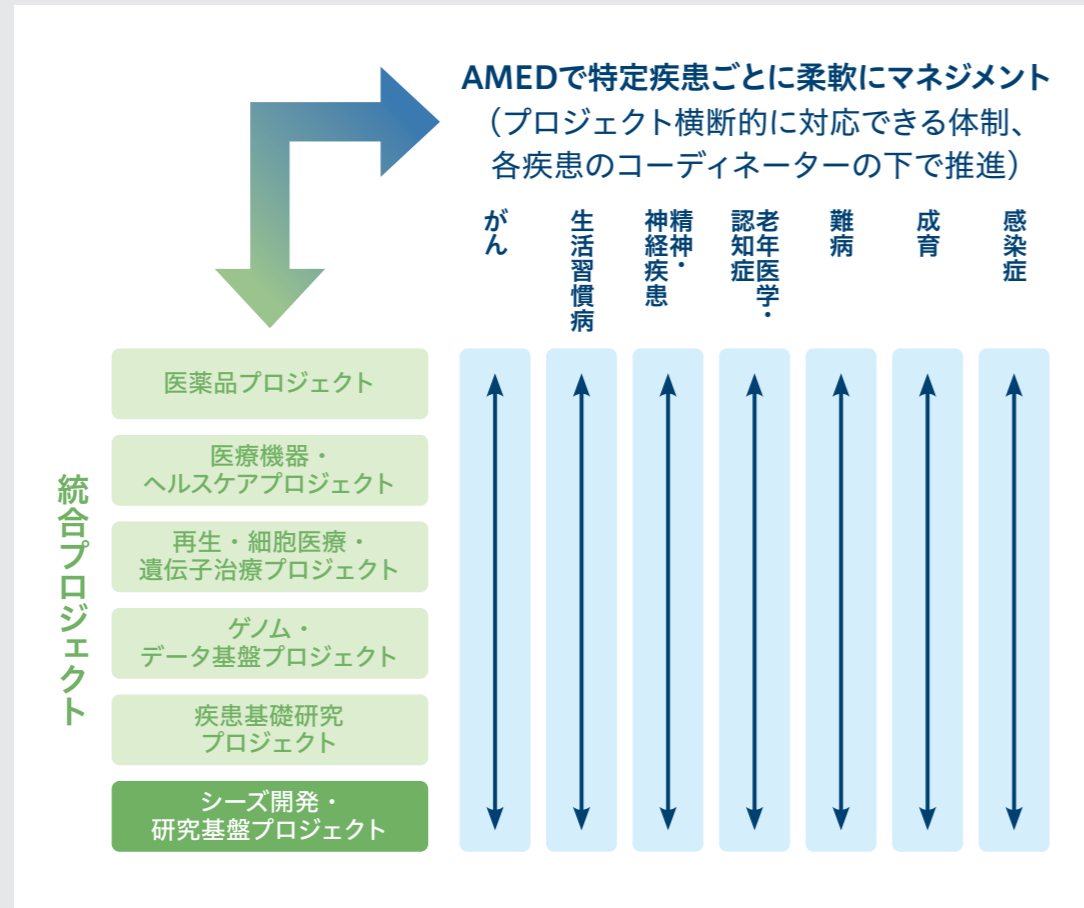 AMEDで特定疾患ごとに柔軟にマネジメント
（プロジェクト横断的に対応できる体制、
各疾患のコーディネーターの下で推進）
がん
生活習慣病
精神・
神経疾患
老年医学・
認知症
難病
成育
感染症
統合プロジェクト
医薬品プロジェクト
医療機器・
ヘルスケアプロジェクト
再生・細胞医療・
遺伝子治療プロジェクト
ゲノム・
データ基盤プロジェクト
疾患基礎研究
プロジェクト
シーズ開発・
研究基盤プロジェクト